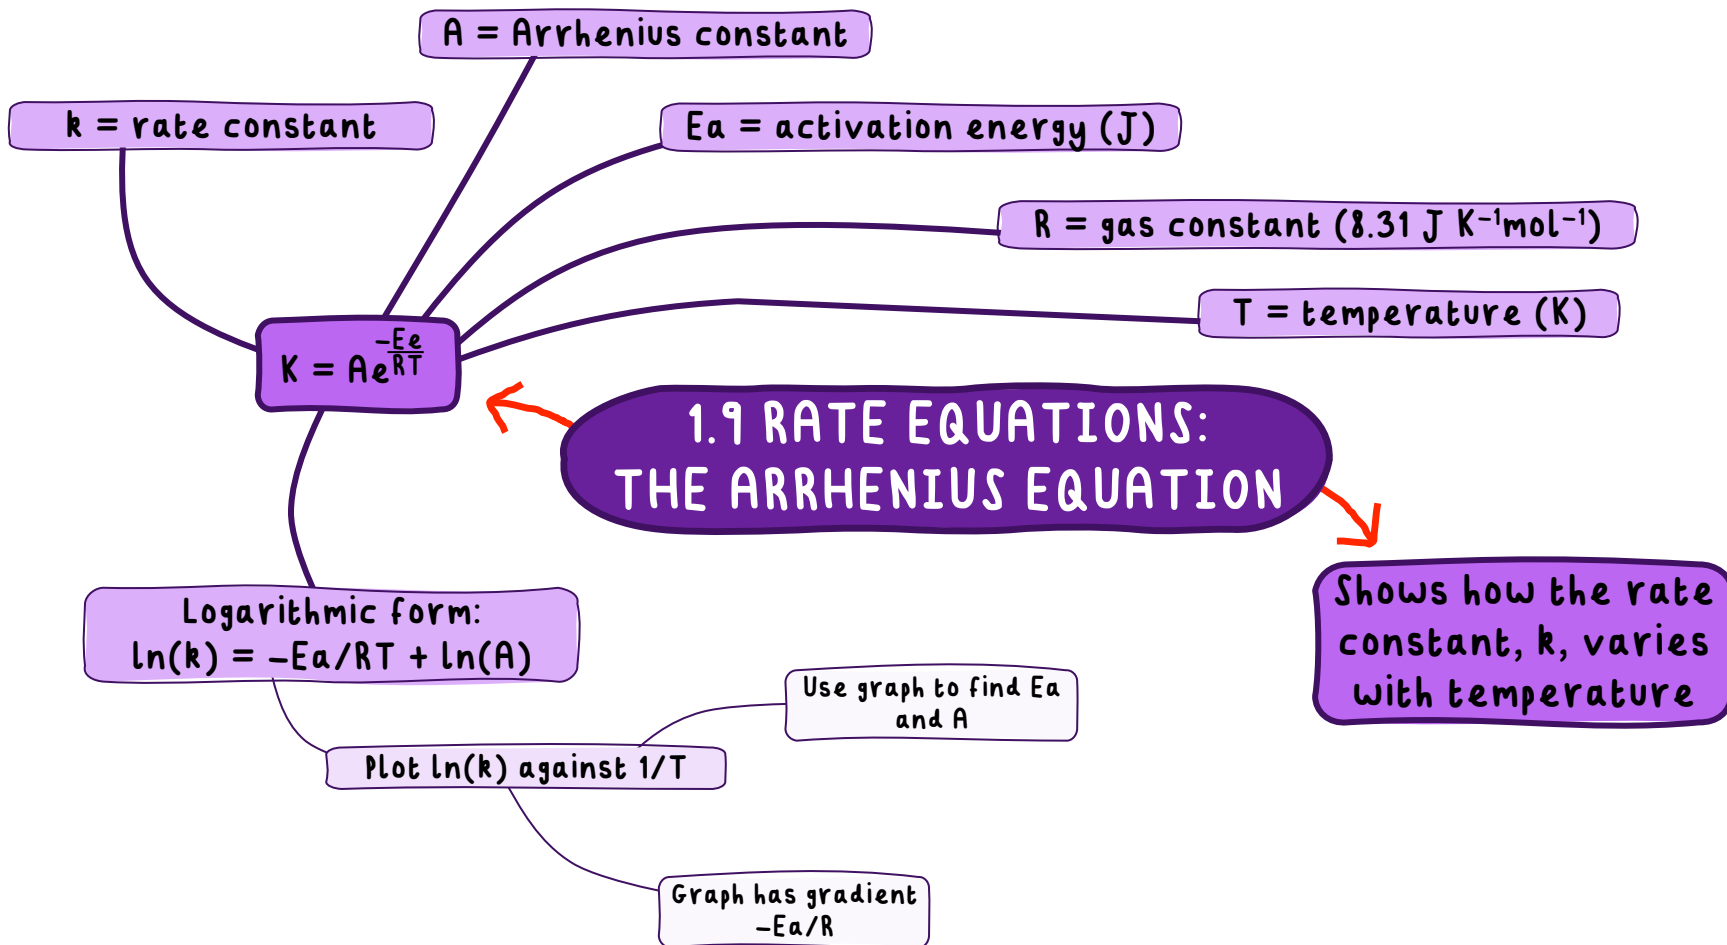 A = Arrhenius constant
k = rate constant
Ea = activation energy (J)
R = gas constant (8.31 J K⁻¹mol⁻¹)
T = temperature (K)
K = Ae^(-Ee/RT)
1.9 RATE EQUATIONS:
THE ARRHENIUS EQUATION
Shows how the rate
constant, k, varies
with temperature
Logarithmic form:
ln(k) = -Ea/RT + ln(A)
Use graph to find Ea
and A
Plot ln(k) against 1/T
Graph has gradient
-Ea/R